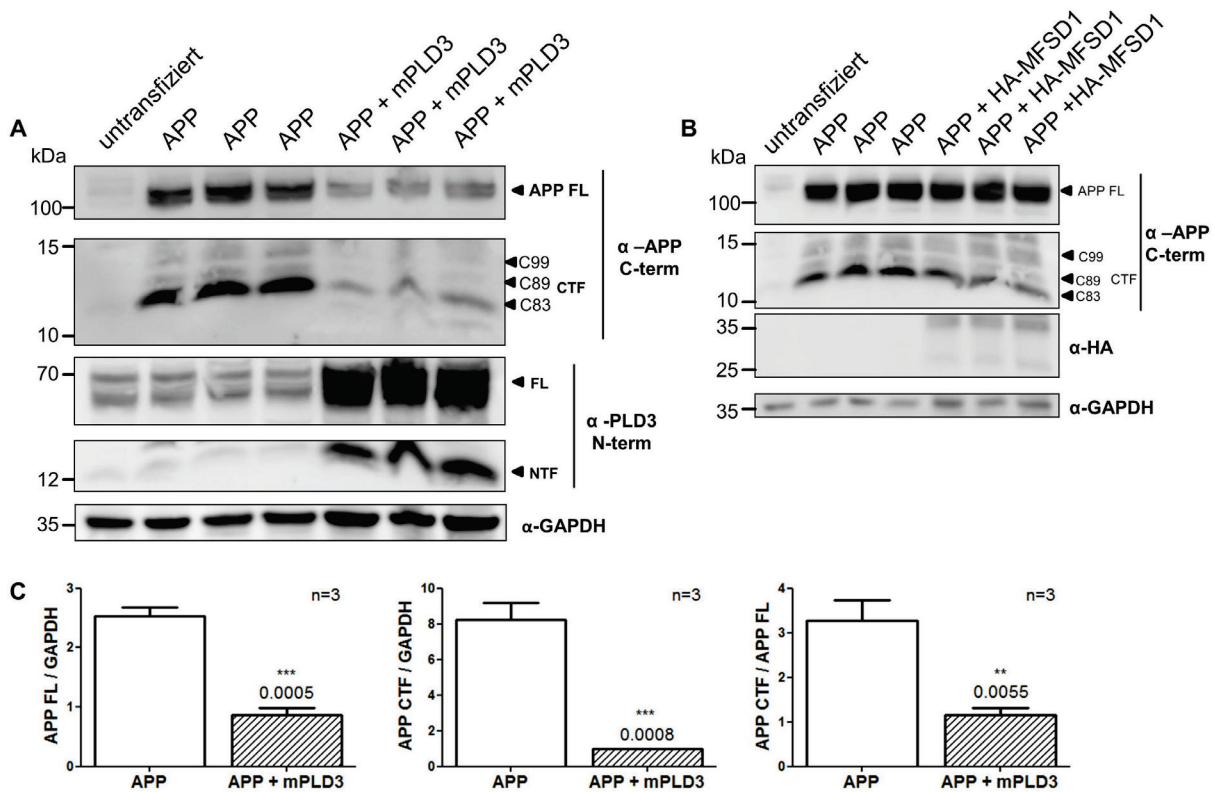 A
kDa
untransfiziert
APP
APP
APP
APP + mPLD3
APP + mPLD3
APP + mPLD3
100
APP FL
15
10
C99
C89
CTF
C83
α –APP
C-term
70
FL
12
NTF
α -PLD3
N-term
35
α-GAPDH
B
kDa
untransfiziert
APP
APP
APP
APP + HA-MFSD1
APP + HA-MFSD1
APP +HA-MFSD1
100
APP FL
15
10
C99
C89
CTF
C83
α –APP
C-term
35
25
α-HA
35
α-GAPDH
C
APP FL / GAPDH
3
2
1
0
n=3
***
0.0005
APP
APP + mPLD3
APP CTF / GAPDH
10
8
6
4
2
0
n=3
***
0.0008
APP
APP + mPLD3
APP CTF / APP FL
4
3
2
1
0
n=3
**
0.0055
APP
APP + mPLD3